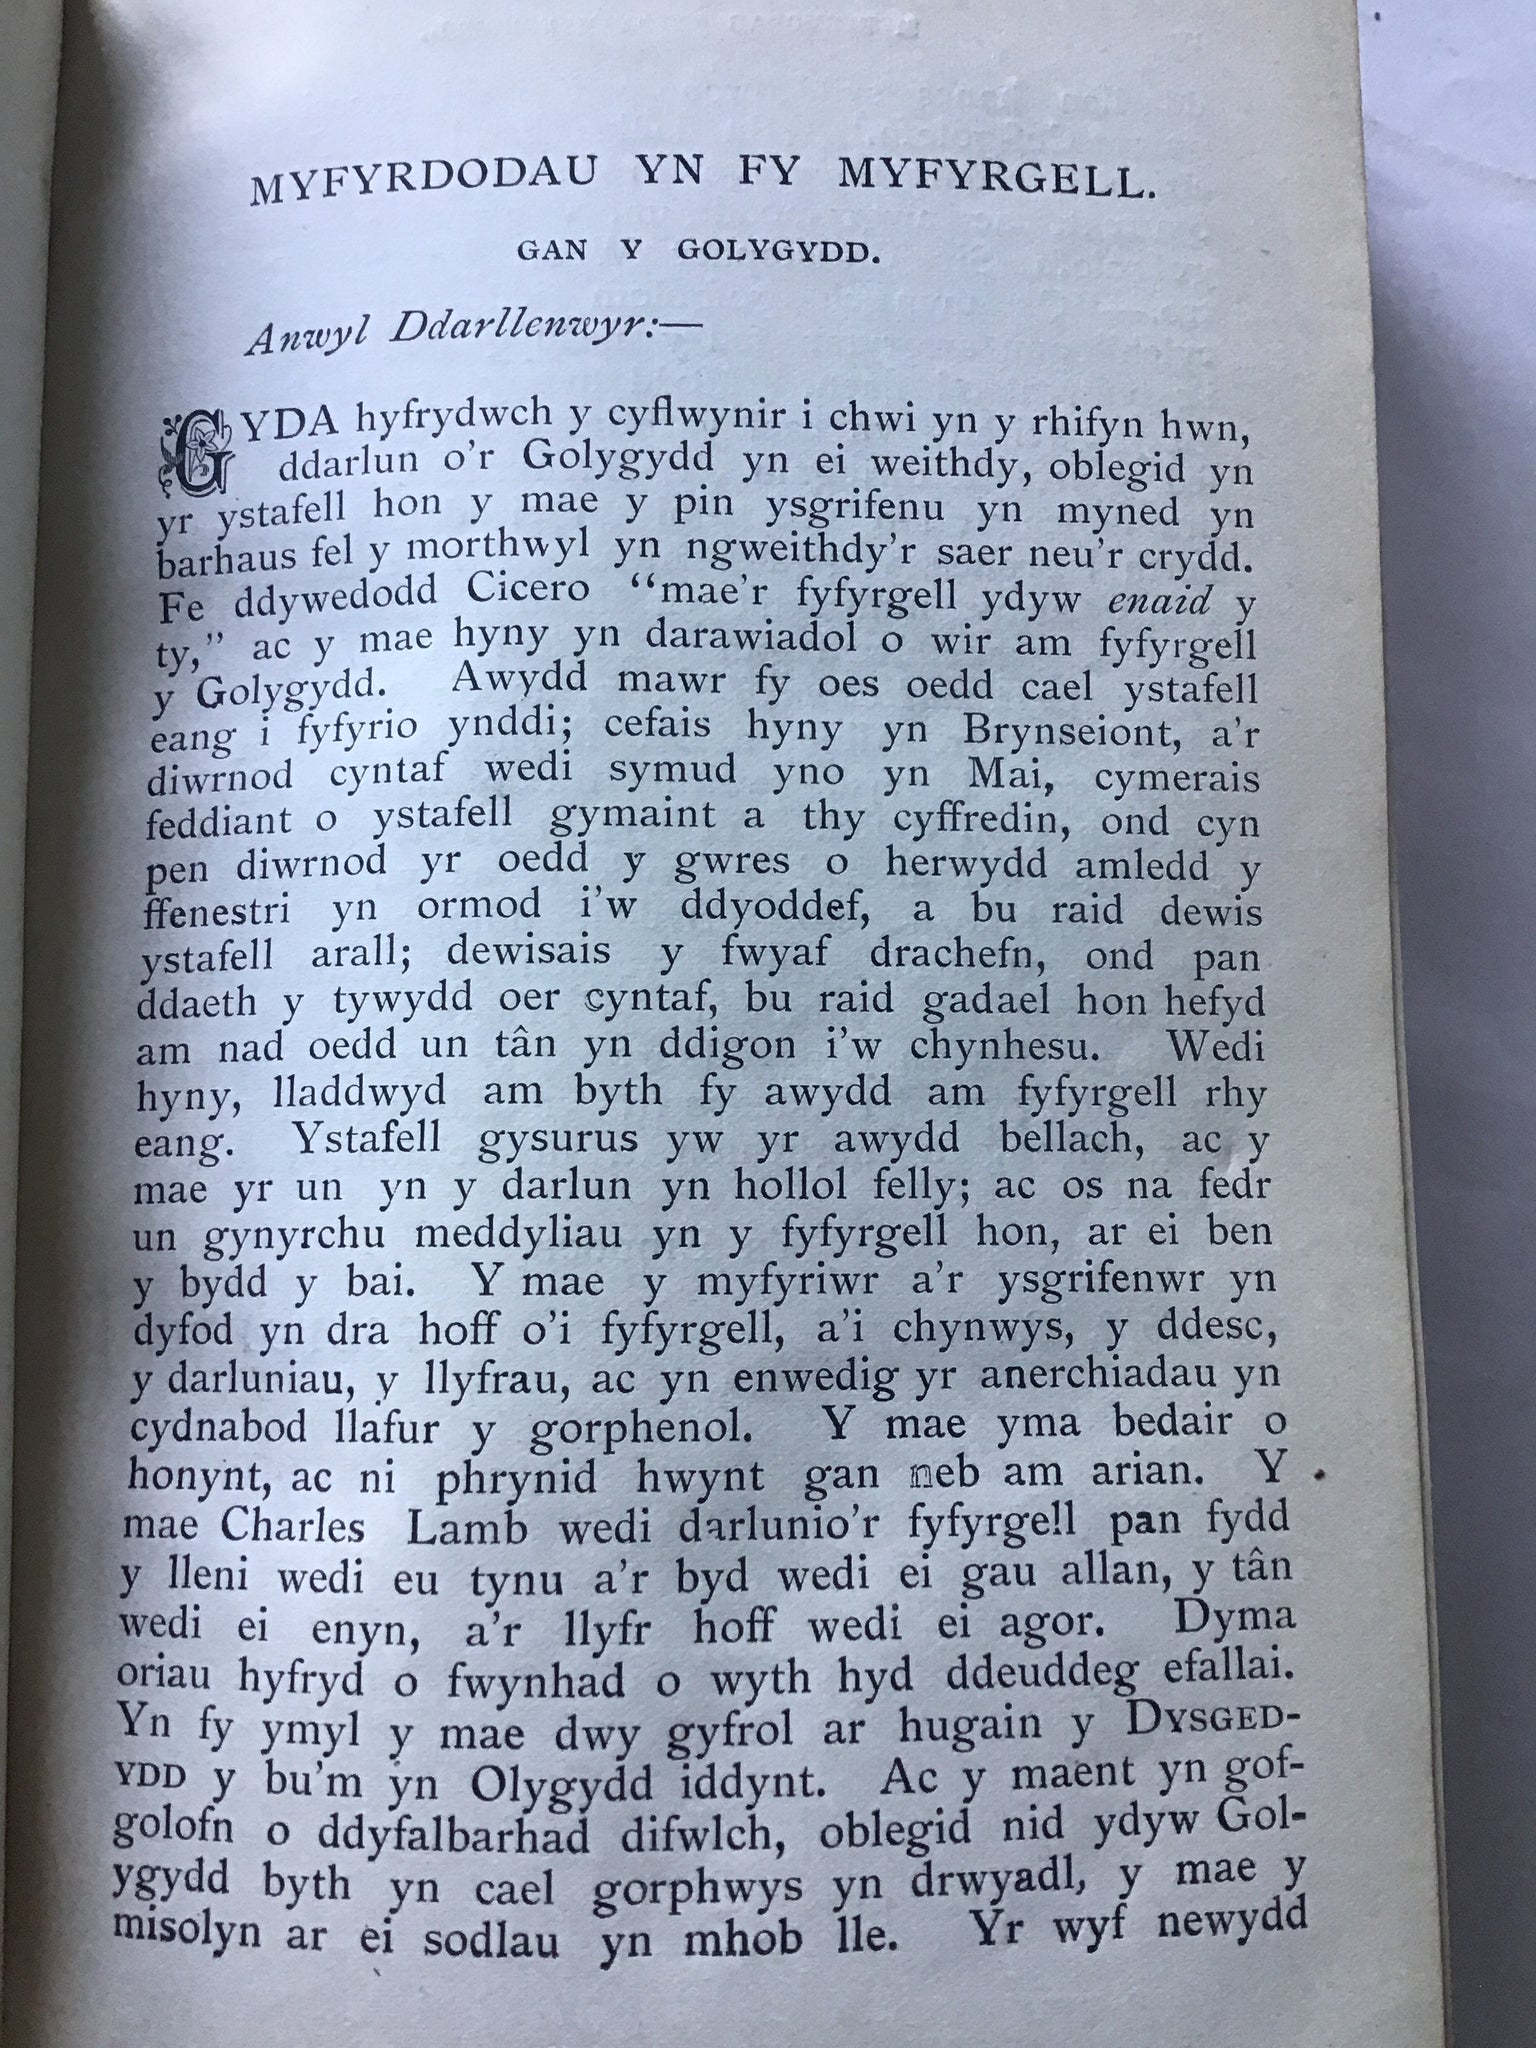 MYFYRDODAU YN FY MYFYRGELL.
GAN Y GOLYGYDD.
Anwyl Ddarllenwyr:—
GYDA hyfrydwch y cyflwynir i chwi yn y rhifyn hwn,
ddarlun o'r Golygydd yn ei weithdy, oblegid yn
yr ystafell hon y mae y pin ysgrifenu yn myned yn
barhaus fel y morthwyl yn ngweithdy'r saer neu'r crydd.
Fe ddywedodd Cicero “mae'r fyfyrgell ydyw enaid y
ty,” ac y mae hyny yn darawiadol o wir am fyfyrgell
y Golygydd. Awydd mawr fy oes oedd cael ystafell
eang i fyfyrio ynddi; cefais hyny yn Brynseiont, a'r
diwrnod cyntaf wedi symud yno yn Mai, cymerais
feddiant o ystafell gymaint a thy cyffredin, ond cyn
pen diwrnod yr oedd y gwres o herwydd amledd y
ffenestri yn ormod i'w ddyoddef, a bu raid dewis
ystafell arall; dewisais y fwyaf drachefn, ond pan
ddaeth y tywydd oer cyntaf, bu raid gadael hon hefyd
am nad oedd un tân yn ddigon i'w chynhesu. Wedi
hyny, lladdwyd am byth fy awydd am fyfyrgell rhy
eang. Ystafell gysurus yw yr awydd bellach, ac y
mae yr un yn y darlun yn hollol felly; ac os na fedr
un gynyrchu meddyliau yn y fyfyrgell hon, ar ei ben
y bydd y bai. Y mae y myfyriwr a'r ysgrifenwr yn
dyfod yn dra hoff o'i fyfyrgell, a'i chynwys, y ddesc,
y darluniau, y llyfrau, ac yn enwedig yr anerchiadau yn
cydnabod llafur y gorphenol. Y mae yma bedair o
honynt, ac ni phrynid hwynt gan neb am arian. Y
mae Charles Lamb wedi darlunio'r fyfyrgell pan fydd
y lleni wedi eu tynu a'r byd wedi ei gau allan, y tân
wedi ei enyn, a'r llyfr hoff wedi ei agor. Dyma
oriau hyfryd o fwynhad o wyth hyd ddeuddeg efallai.
Yn fy ymyl y mae dwy gyfrol ar hugain y DYSGED-
YDD y bu'm yn Olygydd iddynt. Ac y maent yn gof-
golofn o ddyfalbarhad difwlch, oblegid nid ydyw Gol-
ygydd byth yn cael gorphwys yn drwyadl, y mae y
misolyn ar ei sodlau yn mhob lle. Yr wyf newydd